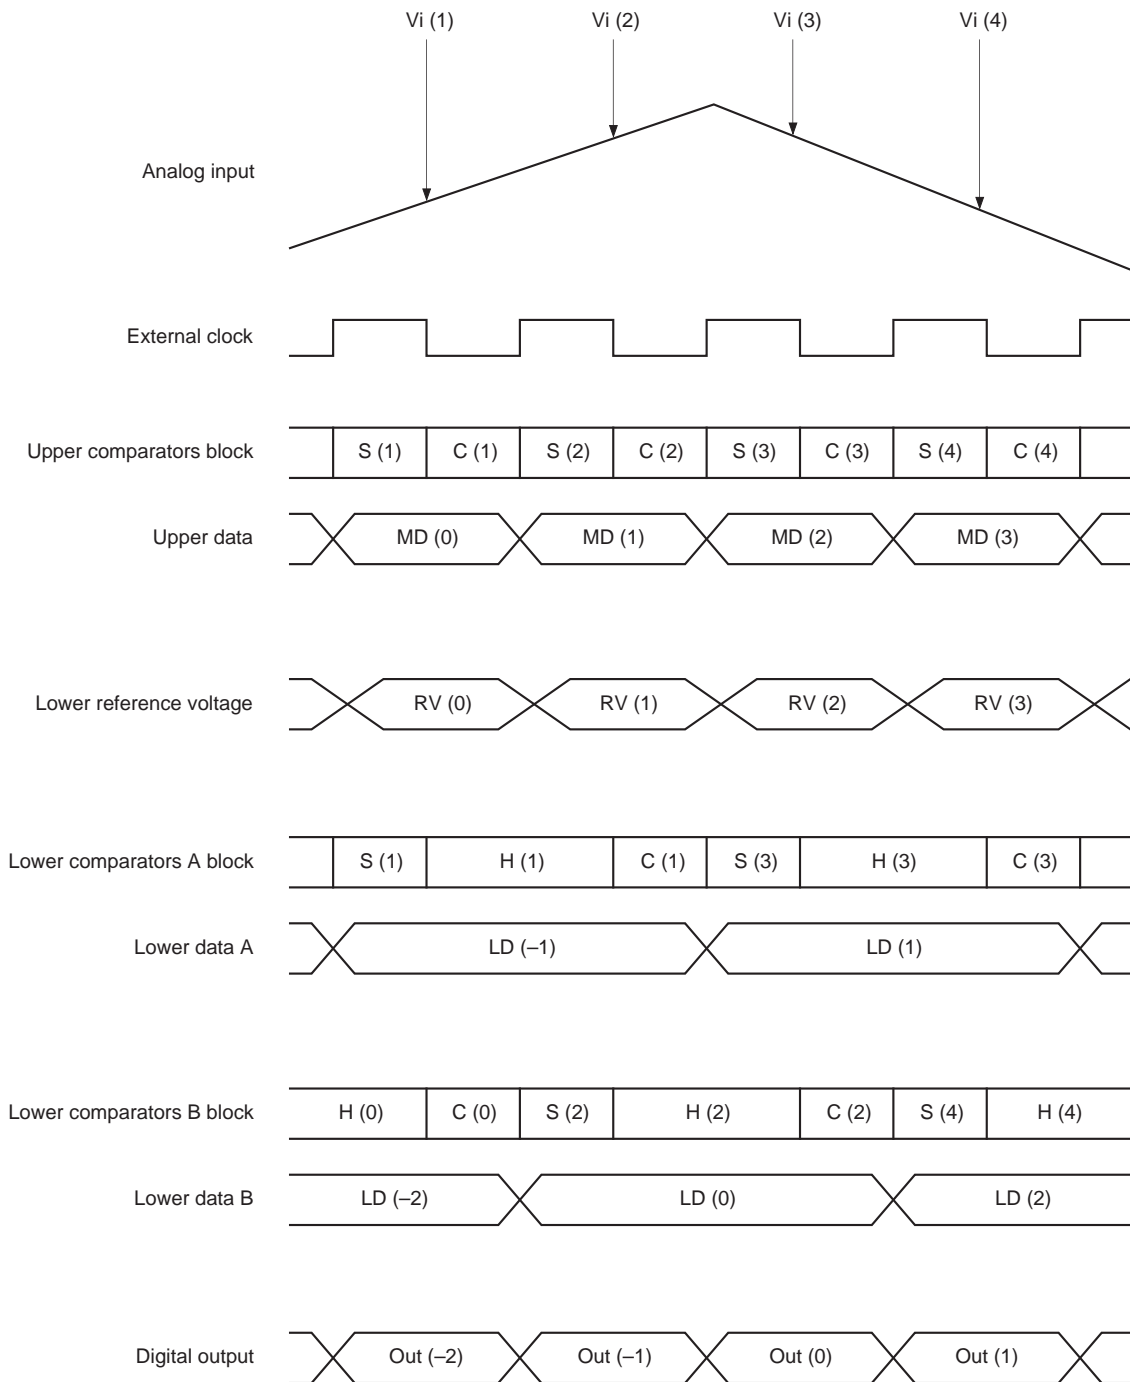 Vi (1) Vi (2) Vi (3) Vi (4)
Analog input
External clock
Upper comparators block S (1) C (1) S (2) C (2) S (3) C (3) S (4) C (4)
Upper data MD (0) MD (1) MD (2) MD (3)
Lower reference voltage RV (0) RV (1) RV (2) RV (3)
Lower comparators A block S (1) H (1) C (1) S (3) H (3) C (3)
Lower data A LD (–1) LD (1)
Lower comparators B block H (0) C (0) S (2) H (2) C (2) S (4) H (4)
Lower data B LD (–2) LD (0) LD (2)
Digital output Out (–2) Out (–1) Out (0) Out (1)